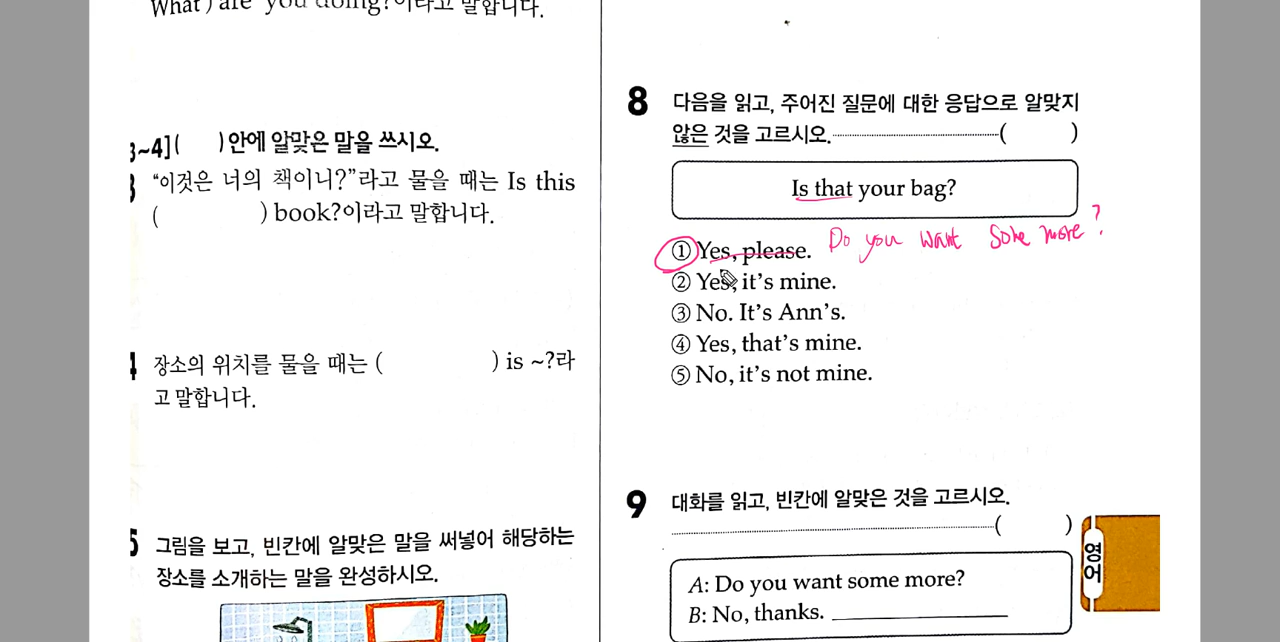 What ) are you doing?이라고 말합니다.
3~4] ( ) 안에 알맞은 말을 쓰시오.
3 "이것은 너의 책이니?"라고 물을 때는 Is this
( ) book?이라고 말합니다.
4 장소의 위치를 물을 때는 ( ) is ~?라
고 말합니다.
5 그림을 보고, 빈칸에 알맞은 말을 써넣어 해당하는
장소를 소개하는 말을 완성하시오.
8 다음을 읽고, 주어진 질문에 대한 응답으로 알맞지
않은 것을 고르시오. ( )
Is that your bag?
① Yes, please. Do you want some more?
② Yes, it's mine.
③ No. It's Ann's.
④ Yes, that's mine.
⑤ No, it's not mine.
9 대화를 읽고, 빈칸에 알맞은 것을 고르시오.
( )
A: Do you want some more?
B: No, thanks. ____________
영어